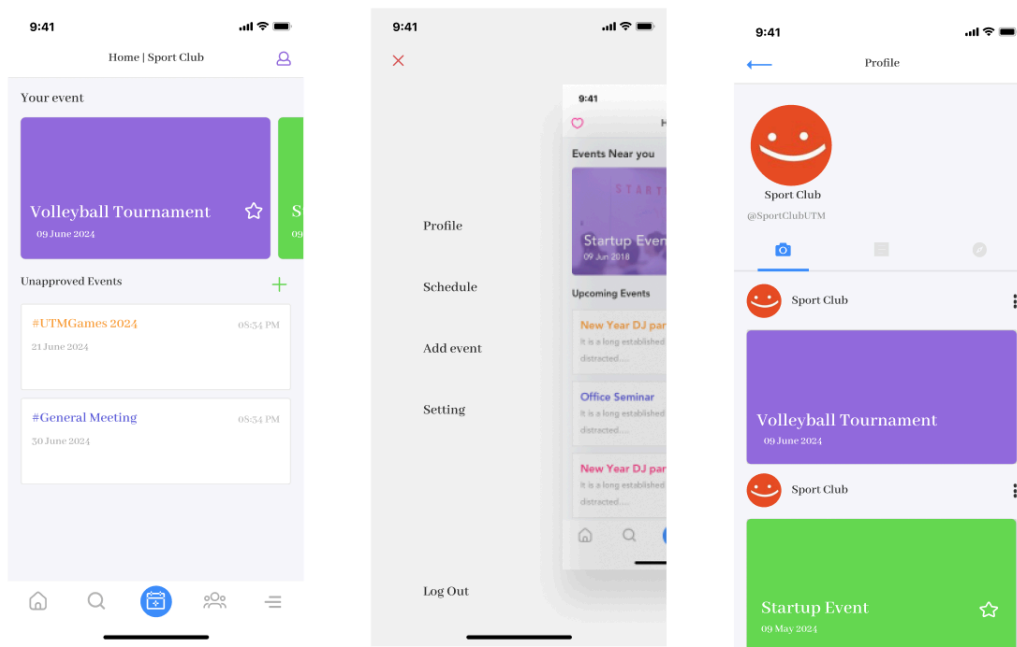 9:41
Home | Sport Club
Your event
Volleyball Tournament
09 June 2024
S
09
Unapproved Events
#UTMGames 2024
08:54 PM
21 June 2024
#General Meeting
08:54 PM
30 June 2024
9:41
Profile
Schedule
Add event
Setting
Log Out
9:41
H
Events Near you
START
Startup Even
09 Jun 2018
Upcoming Events
New Year DJ par
It is a long established
distracted....
Office Seminar
It is a long established
distracted....
New Year DJ par
It is a long established
distracted....
9:41
Profile
Sport Club
@SportClubUTM
Sport Club
Volleyball Tournament
09 June 2024
Sport Club
Startup Event
09 May 2024